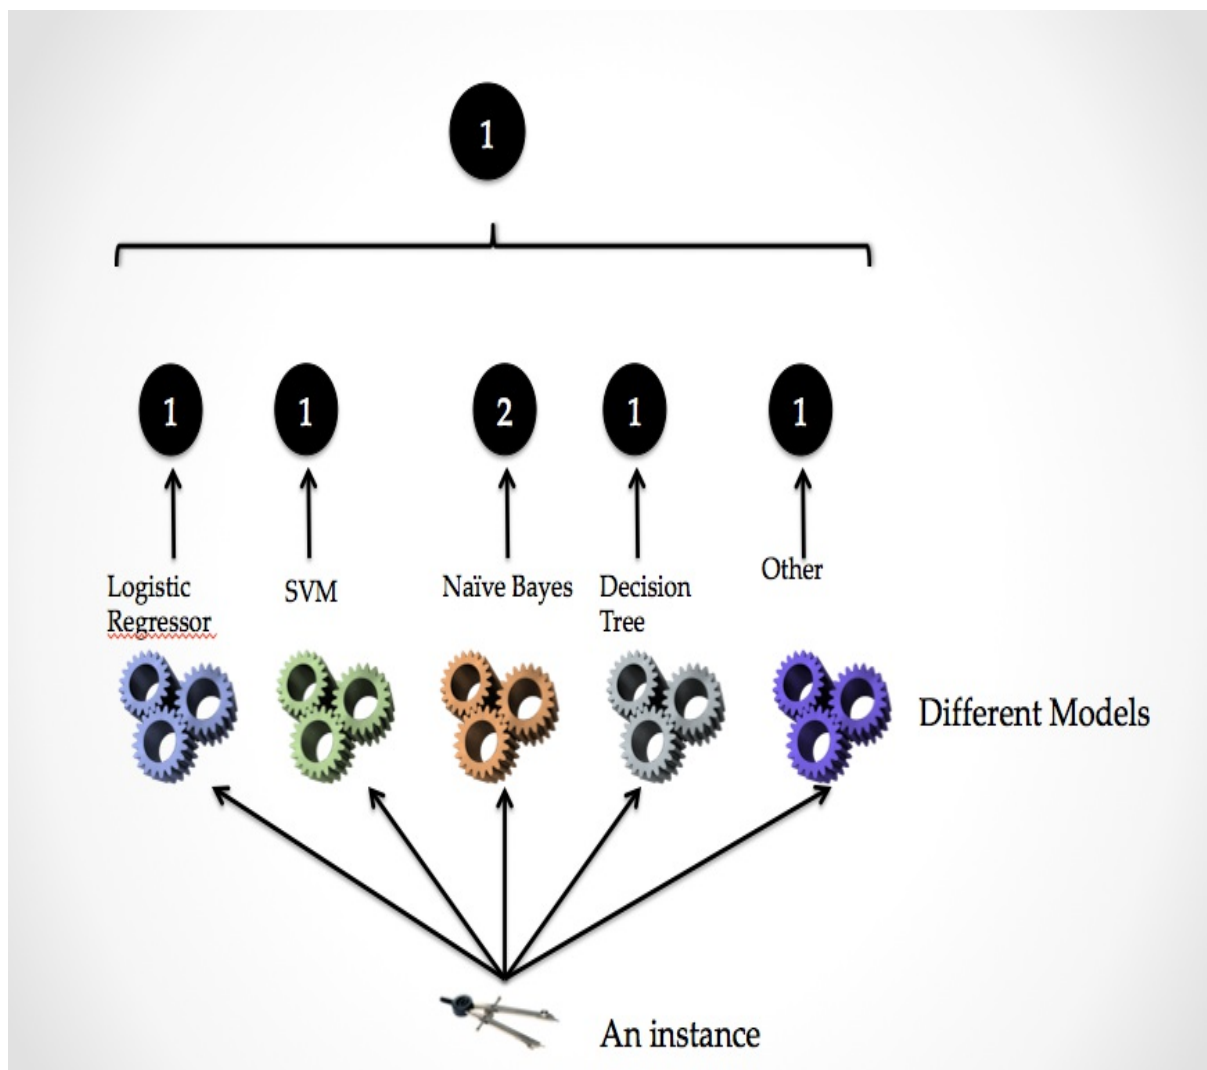 1
1
1
2
1
1
Logistic
Regressor
SVM
Naïve Bayes
Decision
Tree
Other
Different Models
An instance